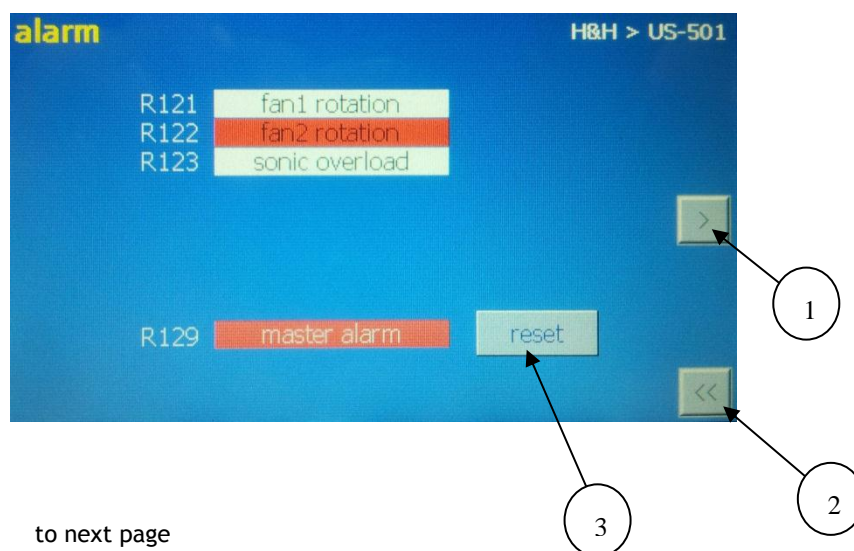 alarm H&H > US-501
R121 fan1 rotation
R122 fan2 rotation
R123 sonic overload
>
1
R129 master alarm reset
<<
2
3
to next page